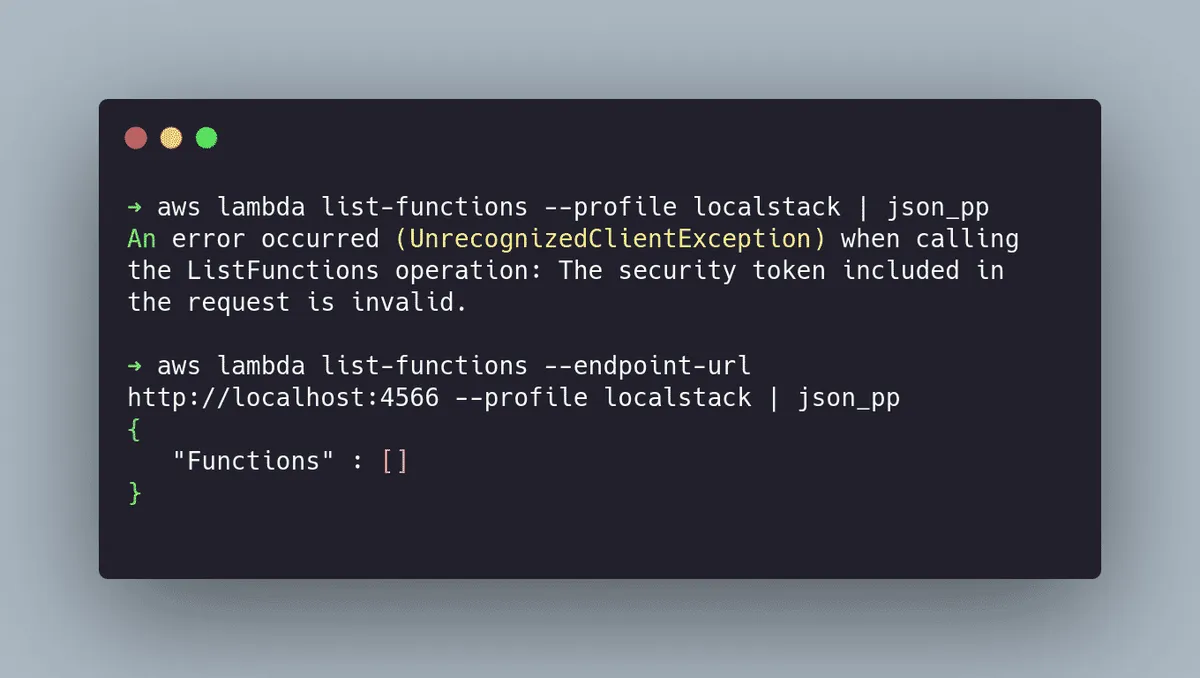 ➜ aws lambda list-functions --profile localstack | json_pp
An error occurred (UnrecognizedClientException) when calling
the ListFunctions operation: The security token included in
the request is invalid.
➜ aws lambda list-functions --endpoint-url
http://localhost:4566 --profile localstack | json_pp
{
   "Functions" : []
}